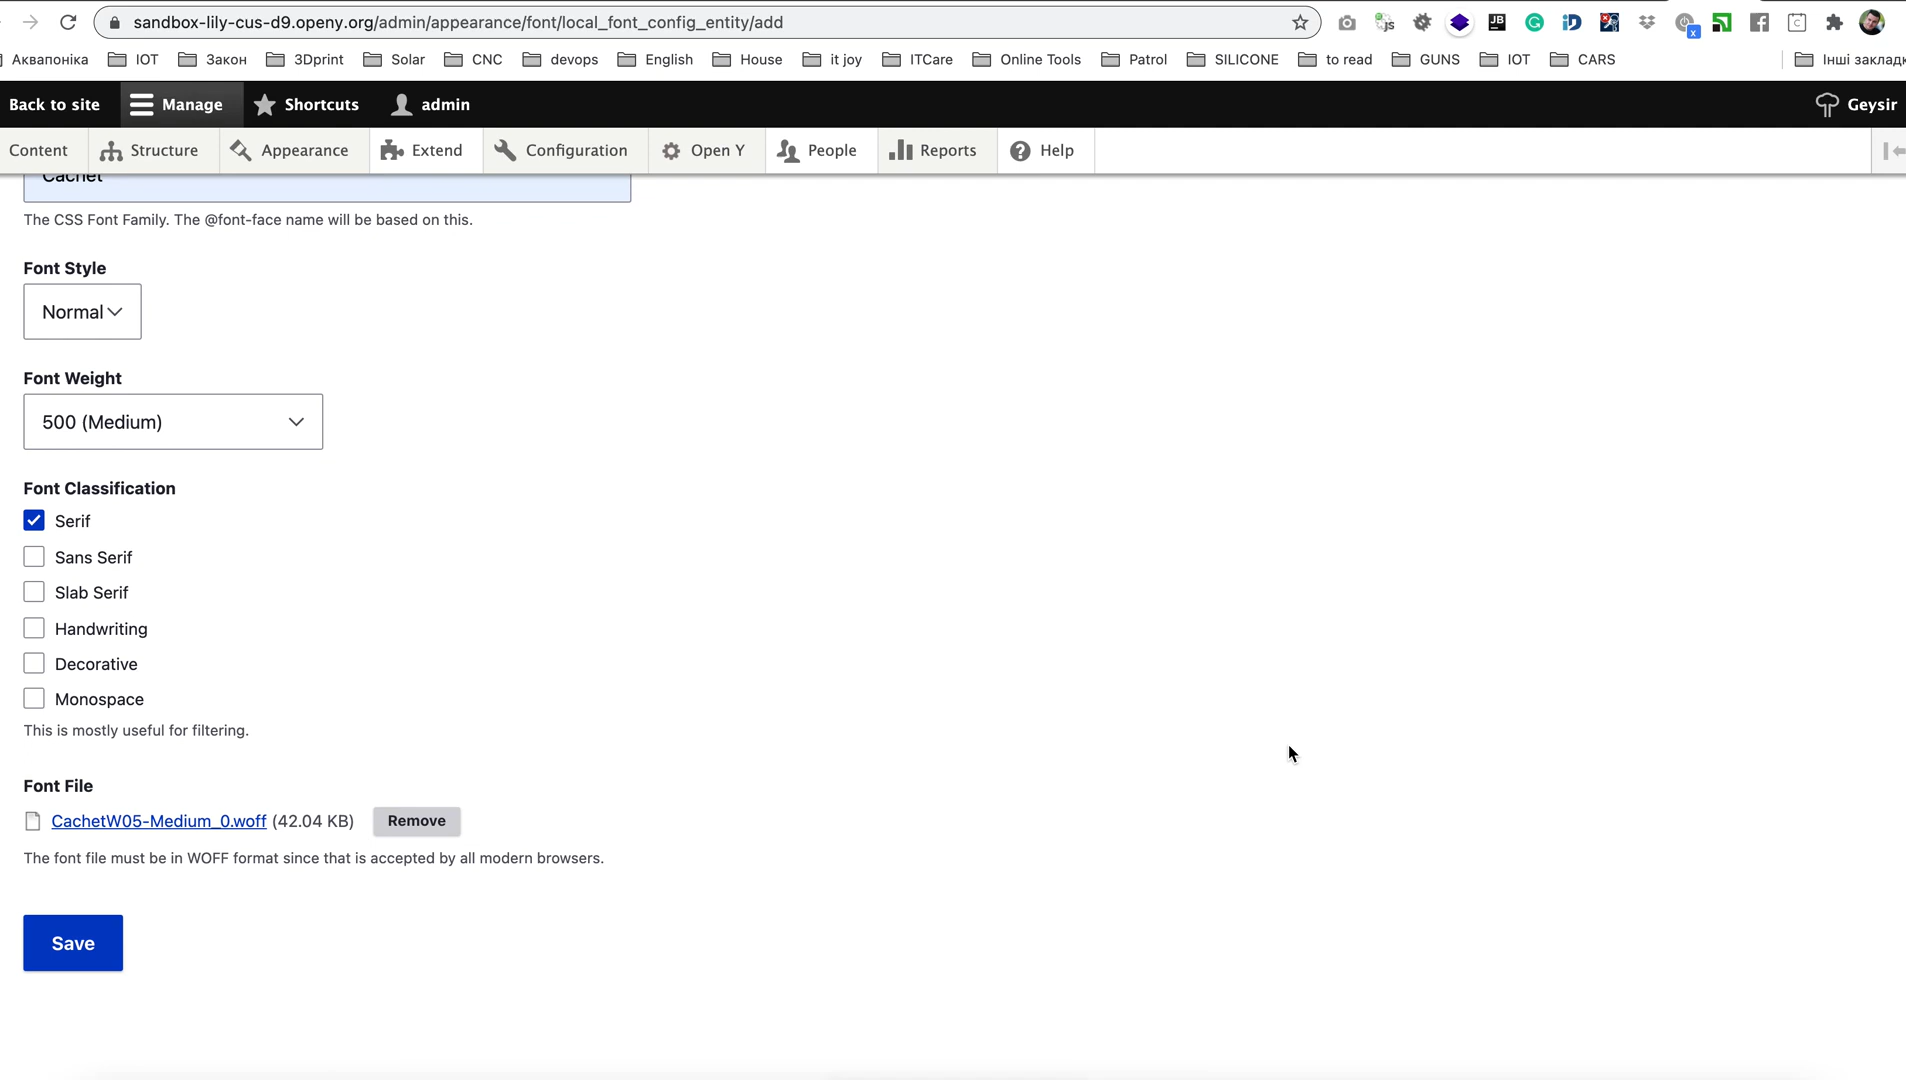 sandbox-lily-cus-d9.openy.org/admin/appearance/font/local_font_config_entity/add
Аквапоніка IOT Закон 3Dprint Solar CNC devops English House it joy ITCare Online Tools Patrol SILICONE to read GUNS IOT CARS Інші заклад
Back to site Manage Shortcuts admin Geysir
Content Structure Appearance Extend Configuration Open Y People Reports Help
Cachet
The CSS Font Family. The @font-face name will be based on this.
Font Style
Normal
Font Weight
500 (Medium)
Font Classification
Serif
Sans Serif
Slab Serif
Handwriting
Decorative
Monospace
This is mostly useful for filtering.
Font File
CachetW05-Medium_0.woff (42.04 KB) Remove
The font file must be in WOFF format since that is accepted by all modern browsers.
Save